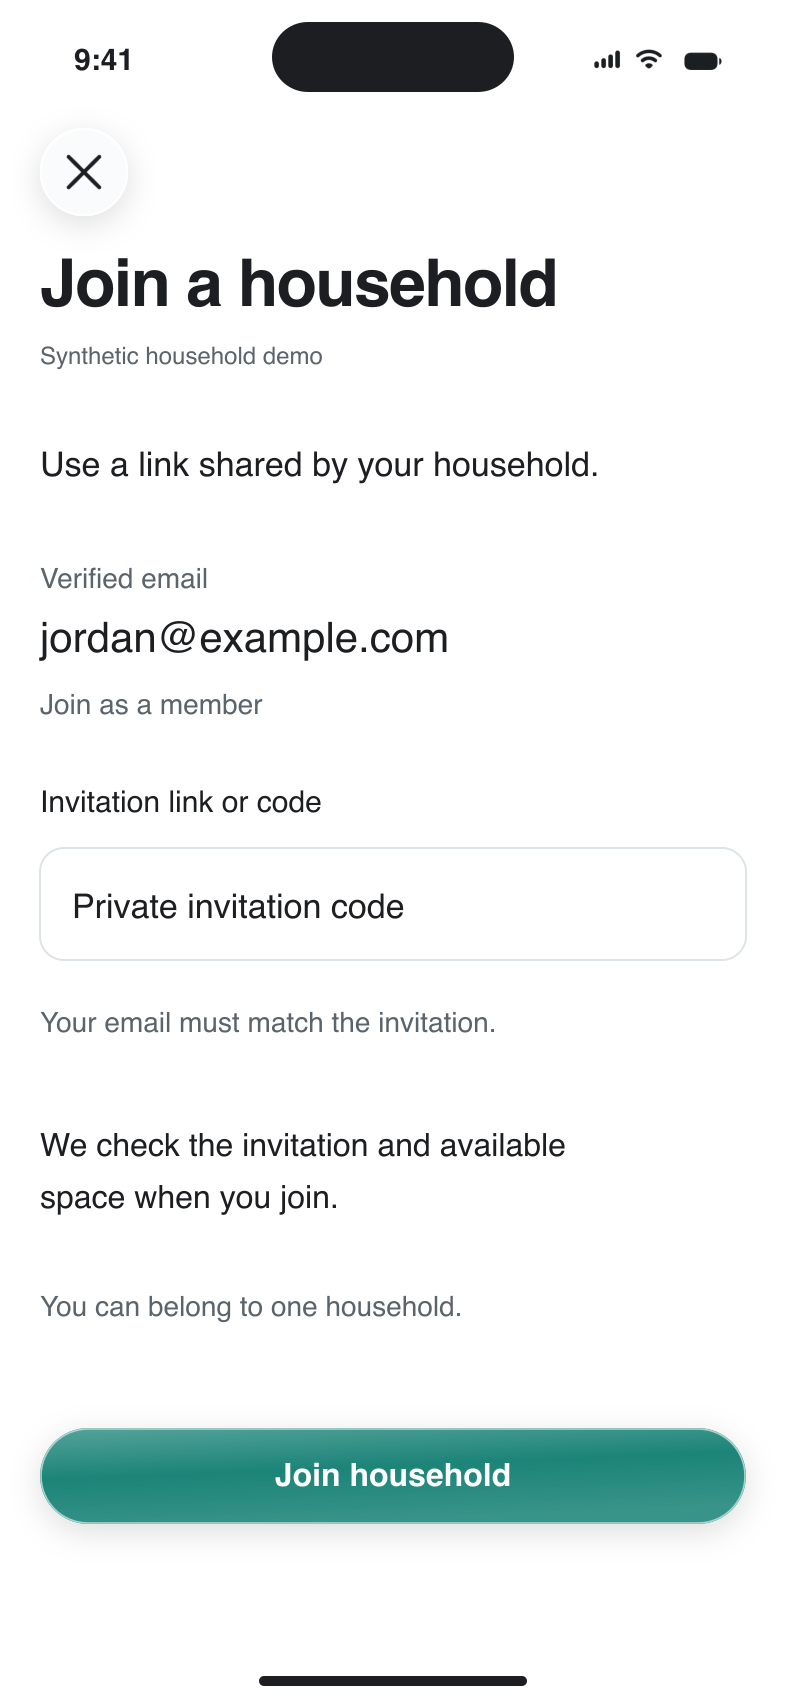 9:41
Join a household
Synthetic household demo
Use a link shared by your household.
Verified email
jordan@example.com
Join as a member
Invitation link or code
Private invitation code
Your email must match the invitation.
We check the invitation and available
space when you join.
You can belong to one household.
Join household